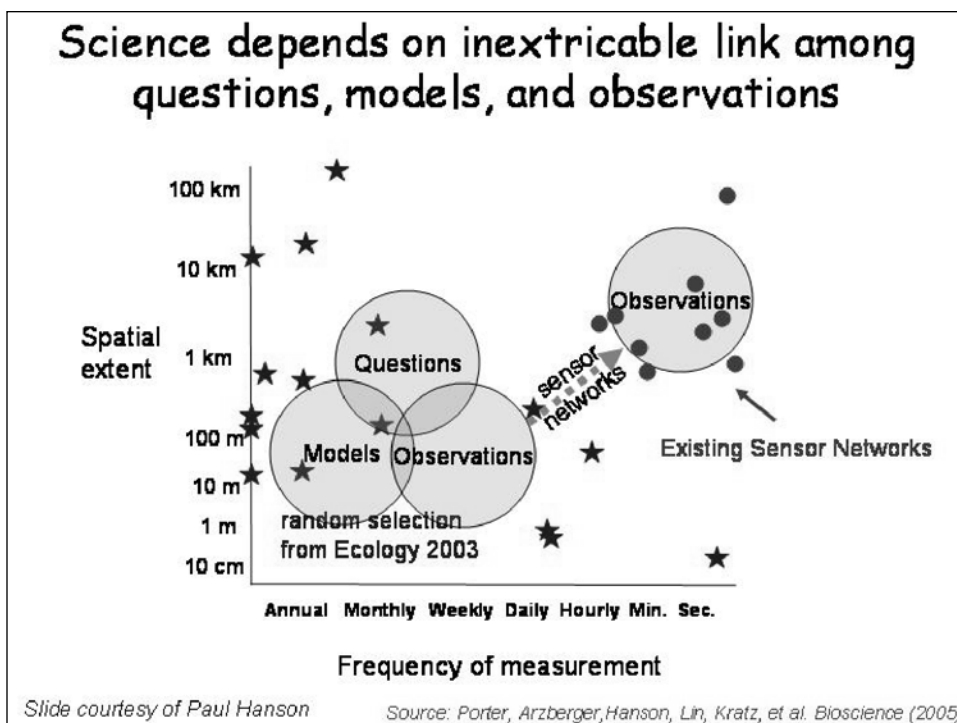 Science depends on inextricable link among
questions, models, and observations
100 km
10 km
Spatial
extent
1 km
100 m
10 m
1 m
10 cm
Questions
Models
Observations
random selection
from Ecology 2003
sensor
networks
Observations
Existing Sensor Networks
Annual Monthly Weekly Daily Hourly Min. Sec.
Frequency of measurement
Slide courtesy of Paul Hanson
Source: Porter, Arzberger,Hanson, Lin, Kratz, et al. Bioscience (2005)